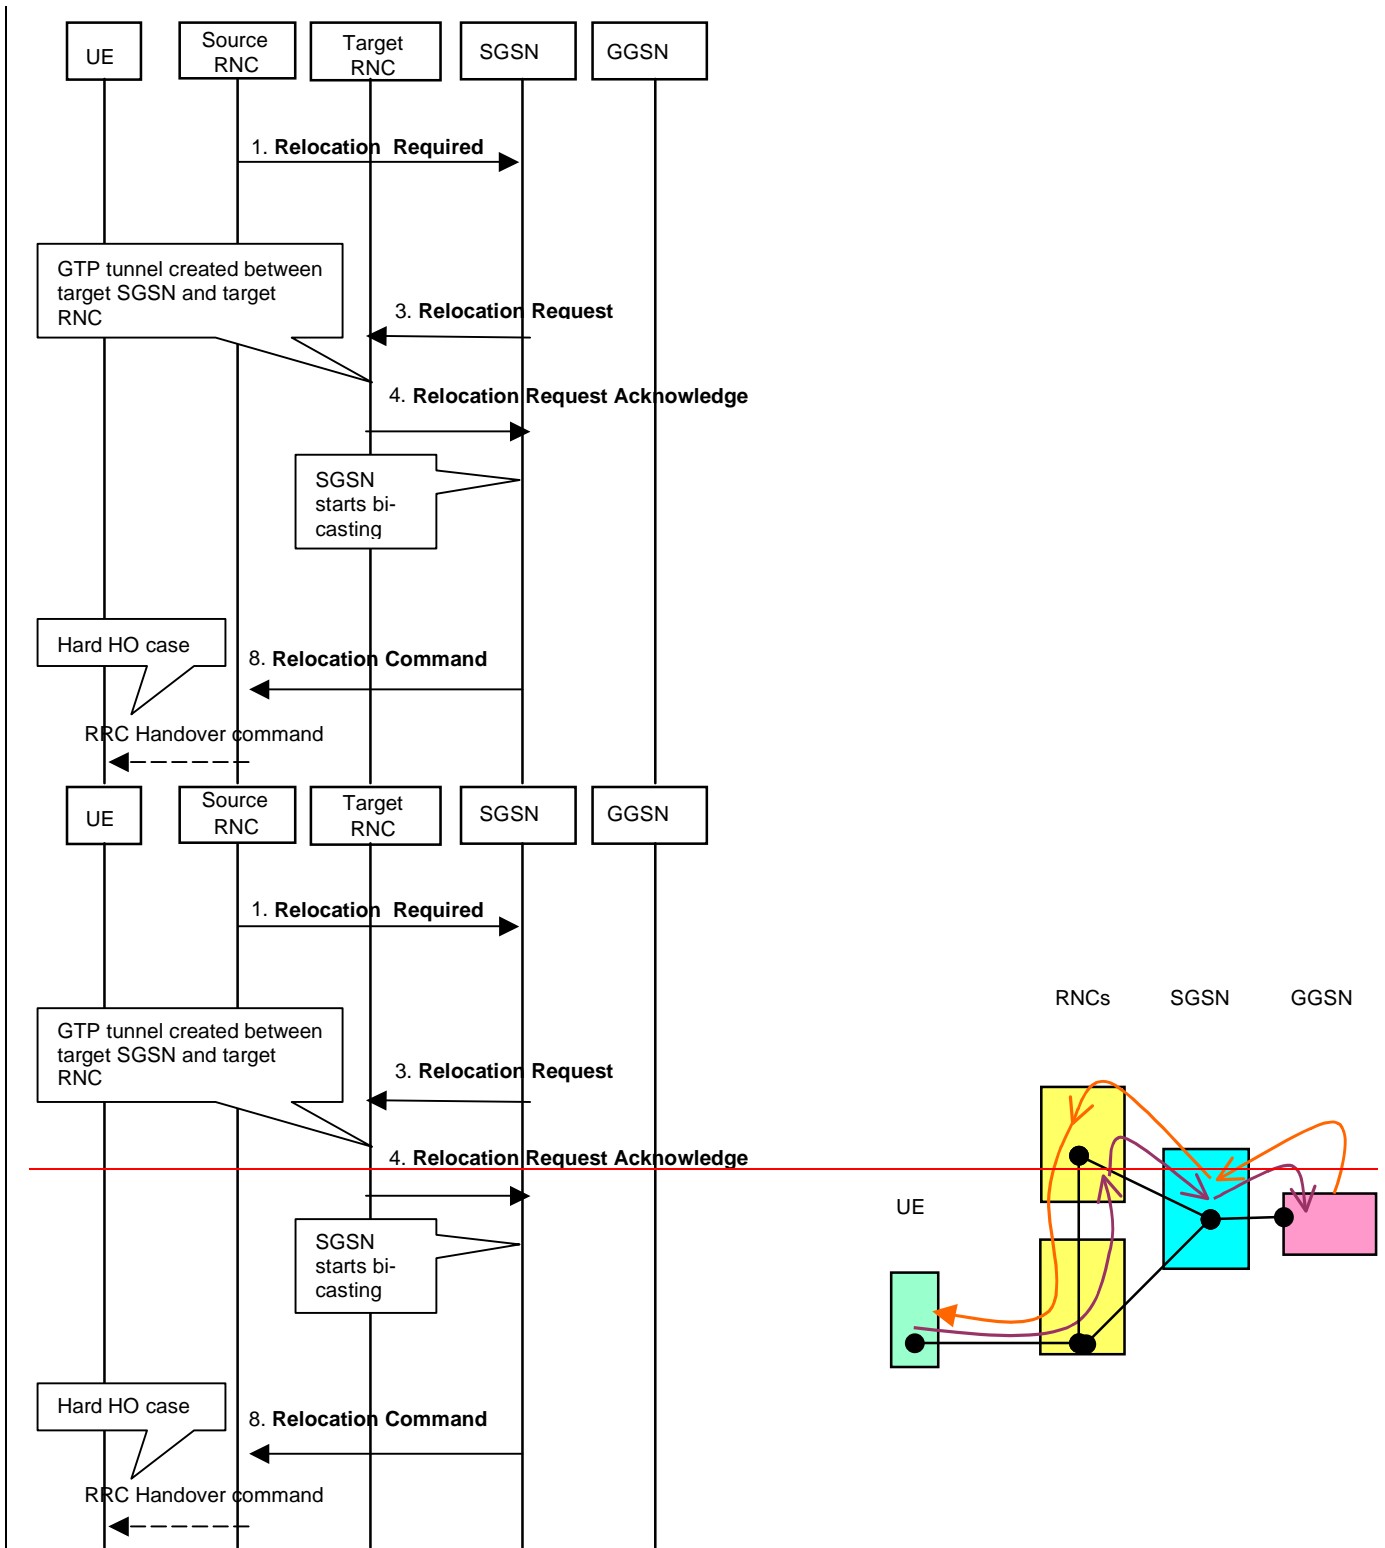 UE
Source
RNC
Target
RNC
SGSN
GGSN
1. Relocation Required
GTP tunnel created between
target SGSN and target
RNC
3. Relocation Request
4. Relocation Request Acknowledge
SGSN
starts bi-
casting
Hard HO case
8. Relocation Command
RRC Handover command
UE
Source
RNC
Target
RNC
SGSN
GGSN
1. Relocation Required
RNCs
SGSN
GGSN
GTP tunnel created between
target SGSN and target
RNC
3. Relocation Request
4. Relocation Request Acknowledge
UE
SGSN
starts bi-
casting
Hard HO case
8. Relocation Command
RRC Handover command